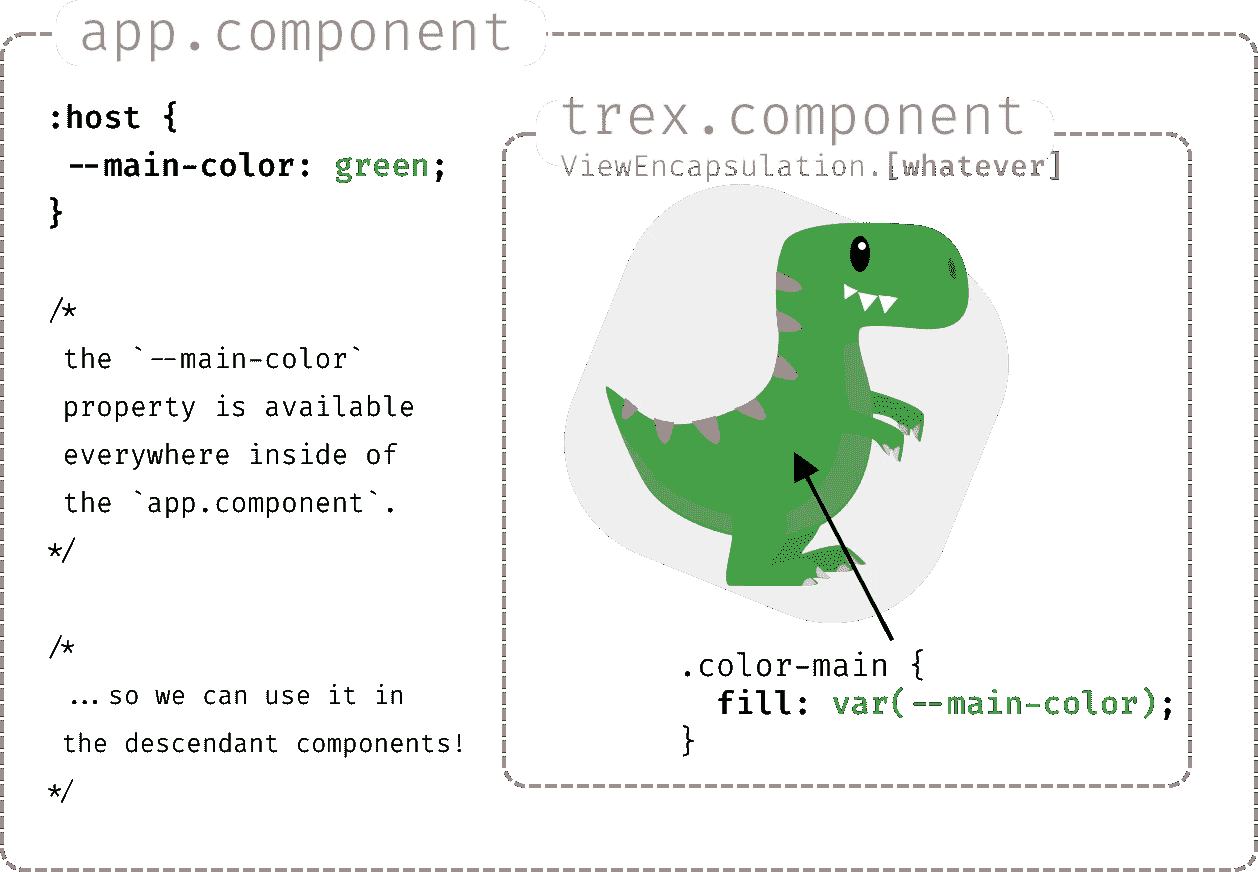 app.component
:host {
--main-color: green;
}
/*
the `--main-color`
property is available
everywhere inside of
the `app.component`.
*/
/*
...so we can use it in
the descendant components!
*/
trex.component
ViewEncapsulation.[whatever]
.color-main {
fill: var(--main-color);
}